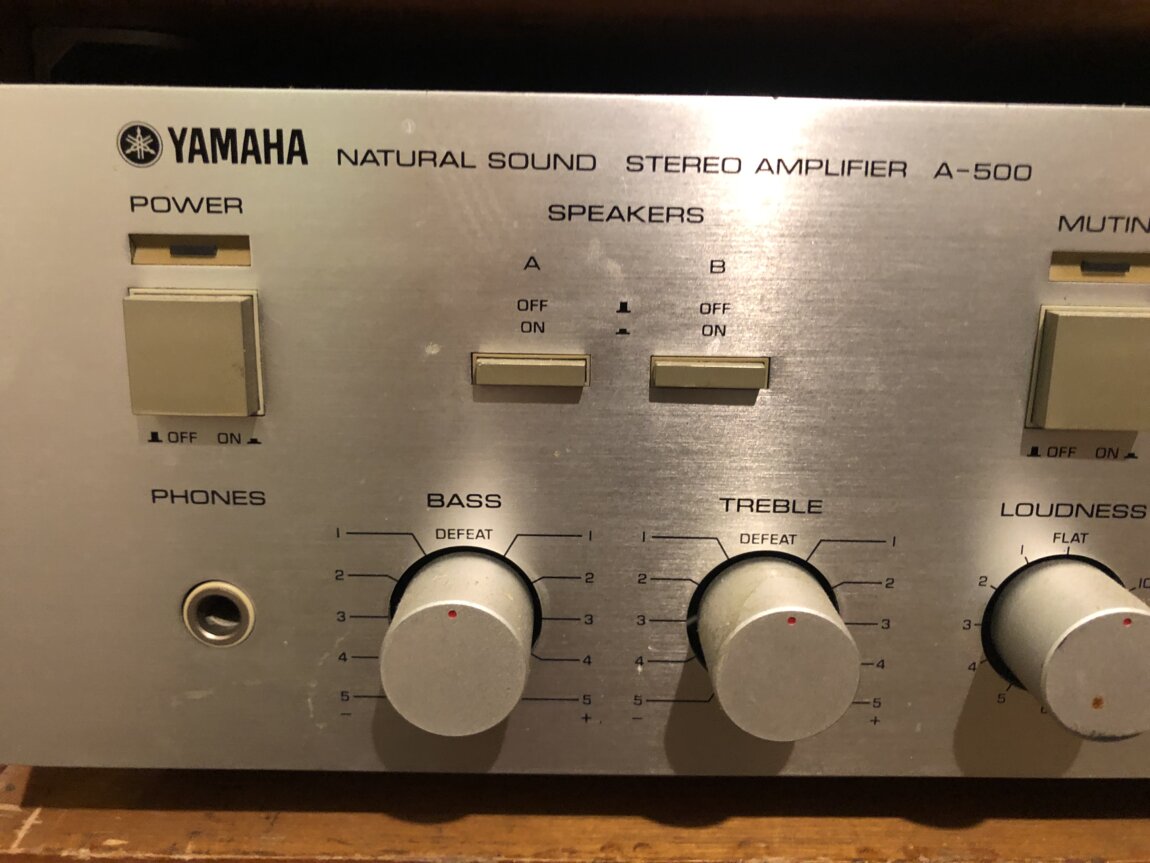 YAMAHA NATURAL SOUND STEREO AMPLIFIER A-500
POWER
SPEAKERS
MUTIN
A B
OFF OFF
ON ON
OFF ON
OFF ON
PHONES
BASS
TREBLE
LOUDNESS
DEFEAT
1 1
2 2
3 3
4 4
5 5
- +
DEFEAT
1 1
2 2
3 3
4 4
5 5
- +
FLAT
1
2 10
3
4
5